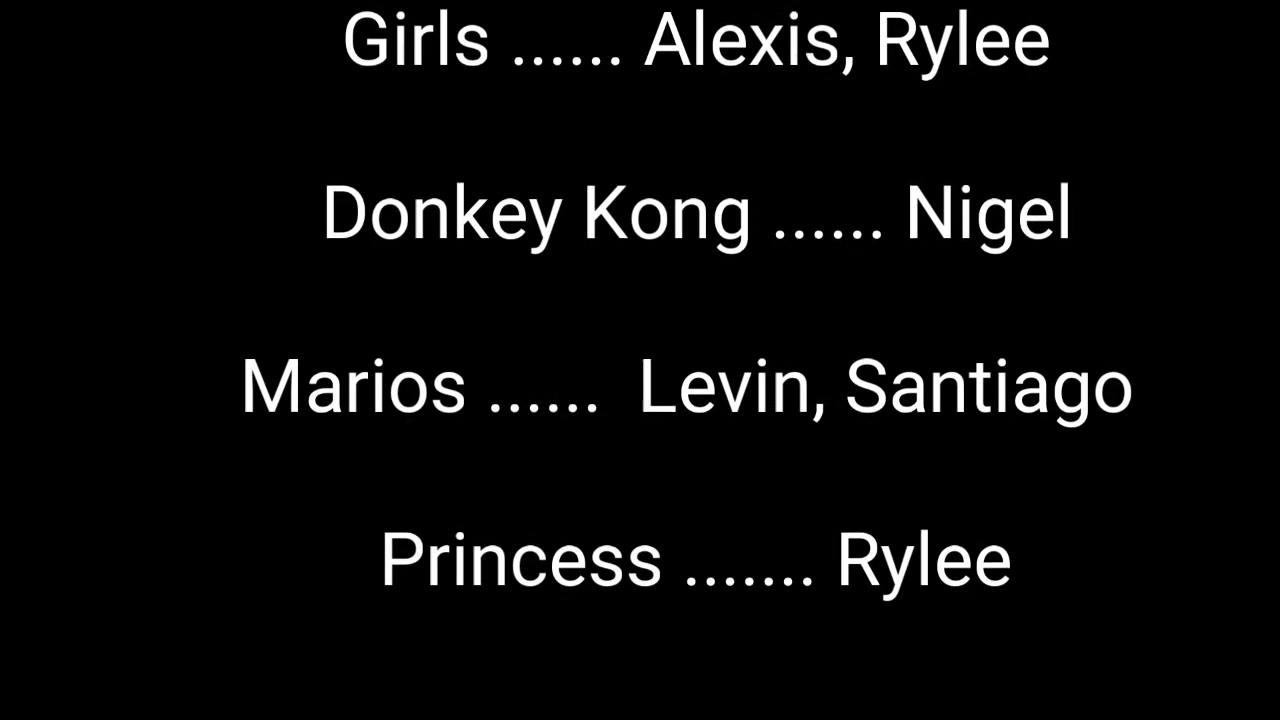 Girls ...... Alexis, Rylee
Donkey Kong ...... Nigel
Marios ......  Levin, Santiago
Princess ....... Rylee